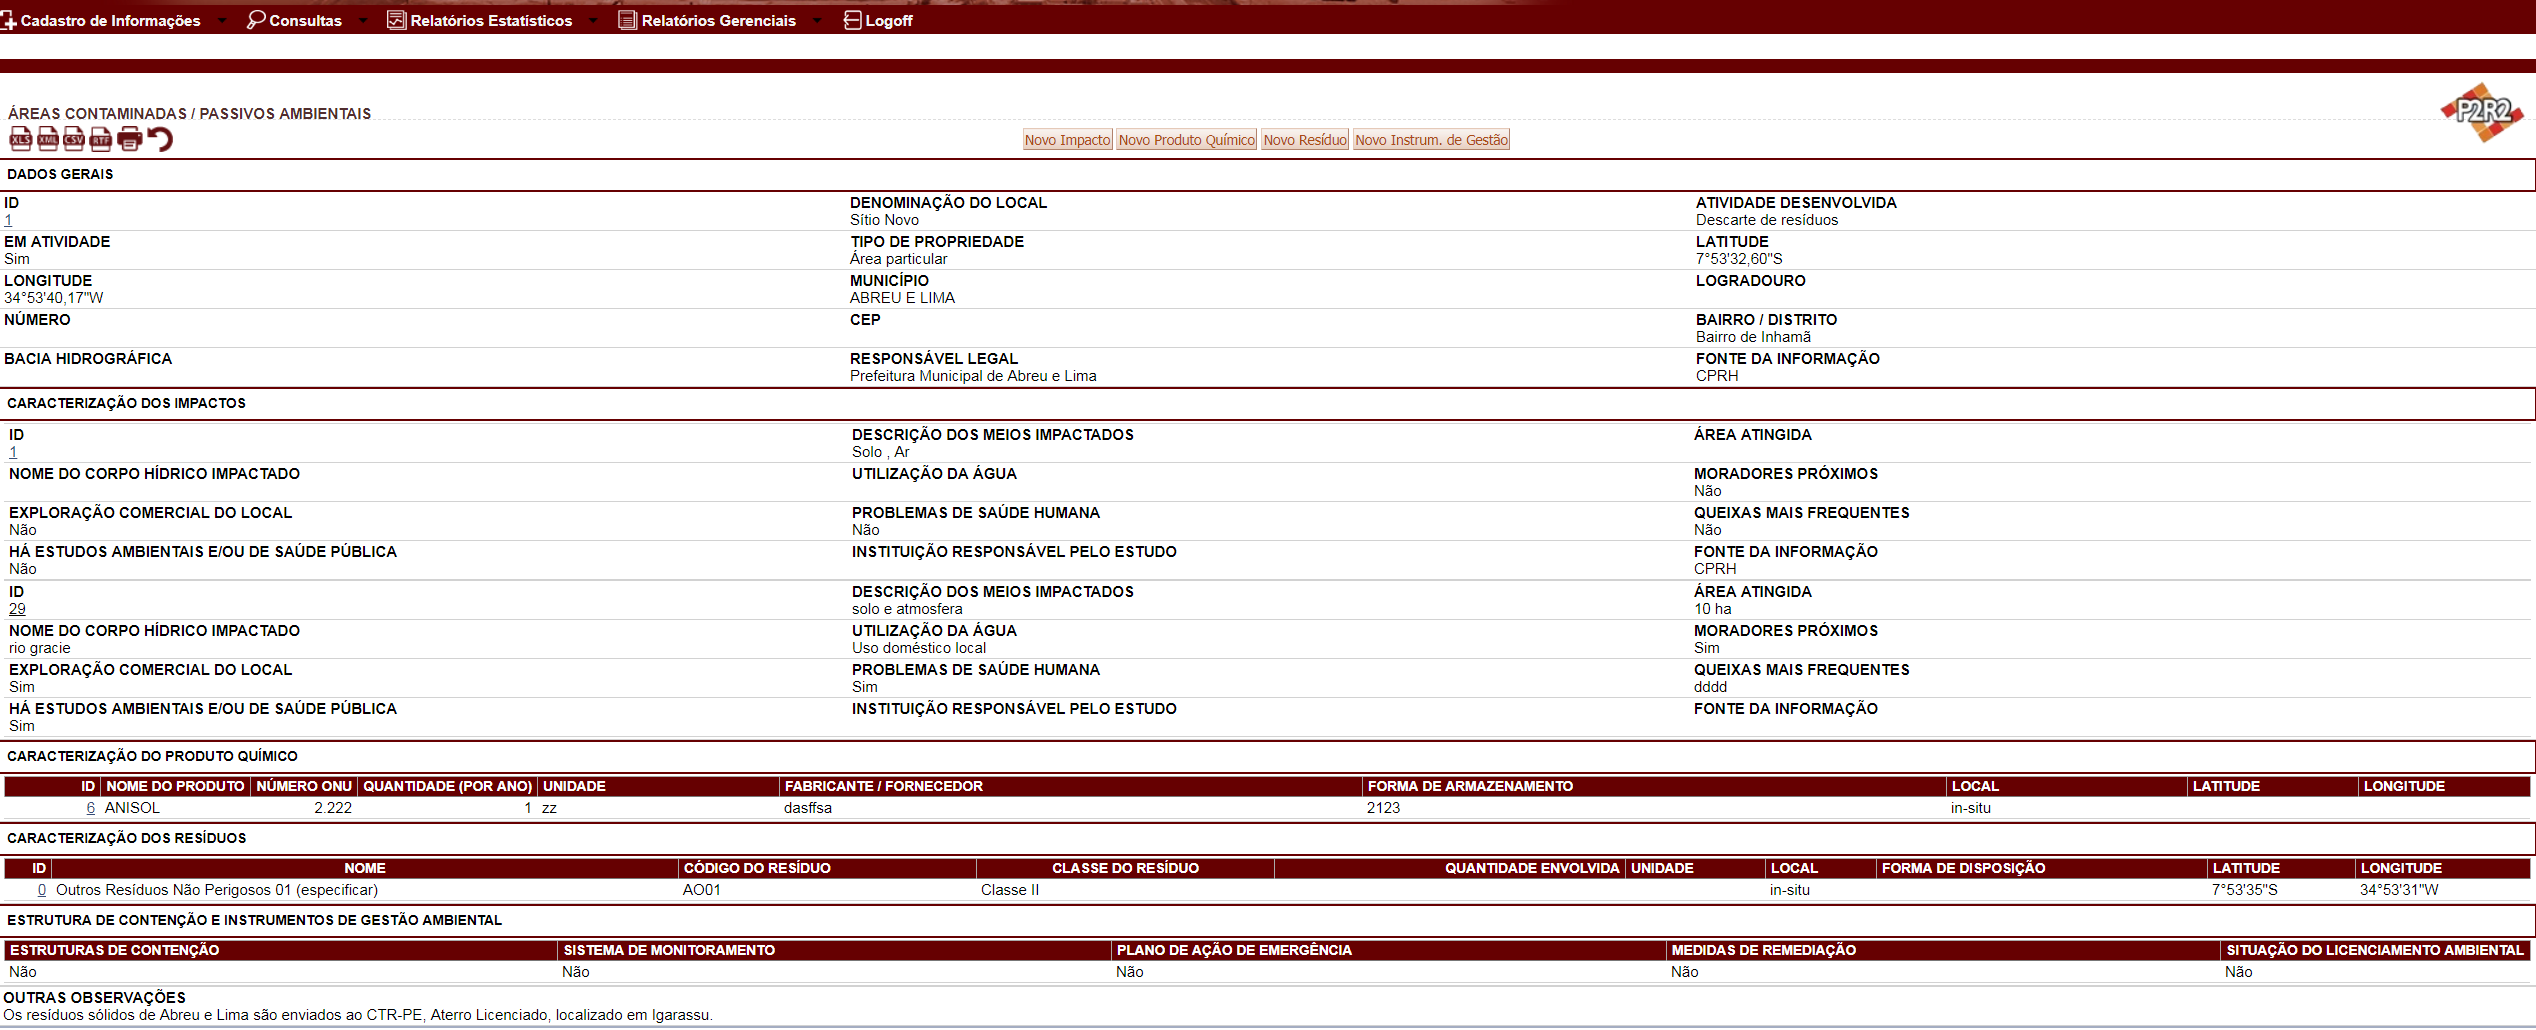 Cadastro de Informações Consultas Relatórios Estatísticos Relatórios Gerenciais Logoff
P2R2
ÁREAS CONTAMINADAS / PASSIVOS AMBIENTAIS
XLS XML CSV RTF Novo Impacto Novo Produto Químico Novo Resíduo Novo Instrum. de Gestão
DADOS GERAIS
ID DENOMINAÇÃO DO LOCAL ATIVIDADE DESENVOLVIDA
1 Sítio Novo Descarte de resíduos
EM ATIVIDADE TIPO DE PROPRIEDADE LATITUDE
Sim Área particular 7°53'32,60"S
LONGITUDE MUNICÍPIO LOGRADOURO
34°53'40,17"W ABREU E LIMA
NÚMERO CEP BAIRRO / DISTRITO
Bairro de Inhamã
BACIA HIDROGRÁFICA RESPONSÁVEL LEGAL FONTE DA INFORMAÇÃO
Prefeitura Municipal de Abreu e Lima CPRH
CARACTERIZAÇÃO DOS IMPACTOS
ID DESCRIÇÃO DOS MEIOS IMPACTADOS ÁREA ATINGIDA
1 Solo , Ar
NOME DO CORPO HÍDRICO IMPACTADO UTILIZAÇÃO DA ÁGUA MORADORES PRÓXIMOS
Não
EXPLORAÇÃO COMERCIAL DO LOCAL PROBLEMAS DE SAÚDE HUMANA QUEIXAS MAIS FREQUENTES
Não Não Não
HÁ ESTUDOS AMBIENTAIS E/OU DE SAÚDE PÚBLICA INSTITUIÇÃO RESPONSÁVEL PELO ESTUDO FONTE DA INFORMAÇÃO
Não CPRH
ID DESCRIÇÃO DOS MEIOS IMPACTADOS ÁREA ATINGIDA
29 solo e atmosfera 10 ha
NOME DO CORPO HÍDRICO IMPACTADO UTILIZAÇÃO DA ÁGUA MORADORES PRÓXIMOS
rio gracie Uso doméstico local Sim
EXPLORAÇÃO COMERCIAL DO LOCAL PROBLEMAS DE SAÚDE HUMANA QUEIXAS MAIS FREQUENTES
Sim Sim dddd
HÁ ESTUDOS AMBIENTAIS E/OU DE SAÚDE PÚBLICA INSTITUIÇÃO RESPONSÁVEL PELO ESTUDO FONTE DA INFORMAÇÃO
Sim
CARACTERIZAÇÃO DO PRODUTO QUÍMICO
ID NOME DO PRODUTO NÚMERO ONU QUANTIDADE (POR ANO) UNIDADE FABRICANTE / FORNECEDOR FORMA DE ARMAZENAMENTO LOCAL LATITUDE LONGITUDE
6 ANISOL 2.222 1 zz dasffsa 2123 in-situ
CARACTERIZAÇÃO DOS RESÍDUOS
ID NOME CÓDIGO DO RESÍDUO CLASSE DO RESÍDUO QUANTIDADE ENVOLVIDA UNIDADE LOCAL FORMA DE DISPOSIÇÃO LATITUDE LONGITUDE
0 Outros Resíduos Não Perigosos 01 (especificar) AO01 Classe II in-situ 7°53'35"S 34°53'31"W
ESTRUTURA DE CONTENÇÃO E INSTRUMENTOS DE GESTÃO AMBIENTAL
ESTRUTURAS DE CONTENÇÃO SISTEMA DE MONITORAMENTO PLANO DE AÇÃO DE EMERGÊNCIA MEDIDAS DE REMEDIAÇÃO SITUAÇÃO DO LICENCIAMENTO AMBIENTAL
Não Não Não Não Não
OUTRAS OBSERVAÇÕES
Os resíduos sólidos de Abreu e Lima são enviados ao CTR-PE, Aterro Licenciado, localizado em Igarassu.